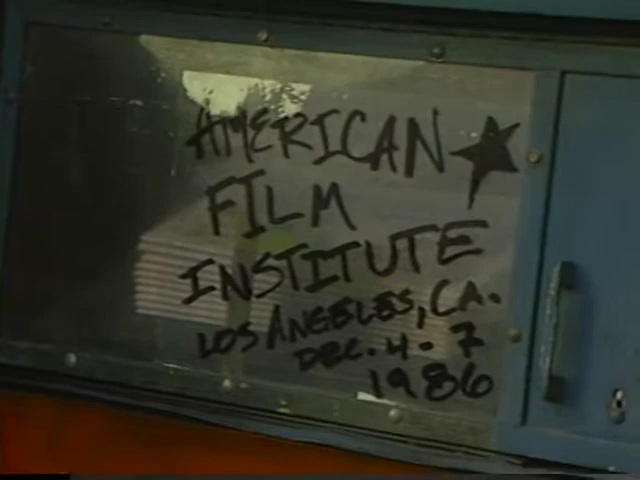 AMERICAN ★
FILM
INSTITUTE
LOS ANGELES, CA.
DEC. 4-7
1986